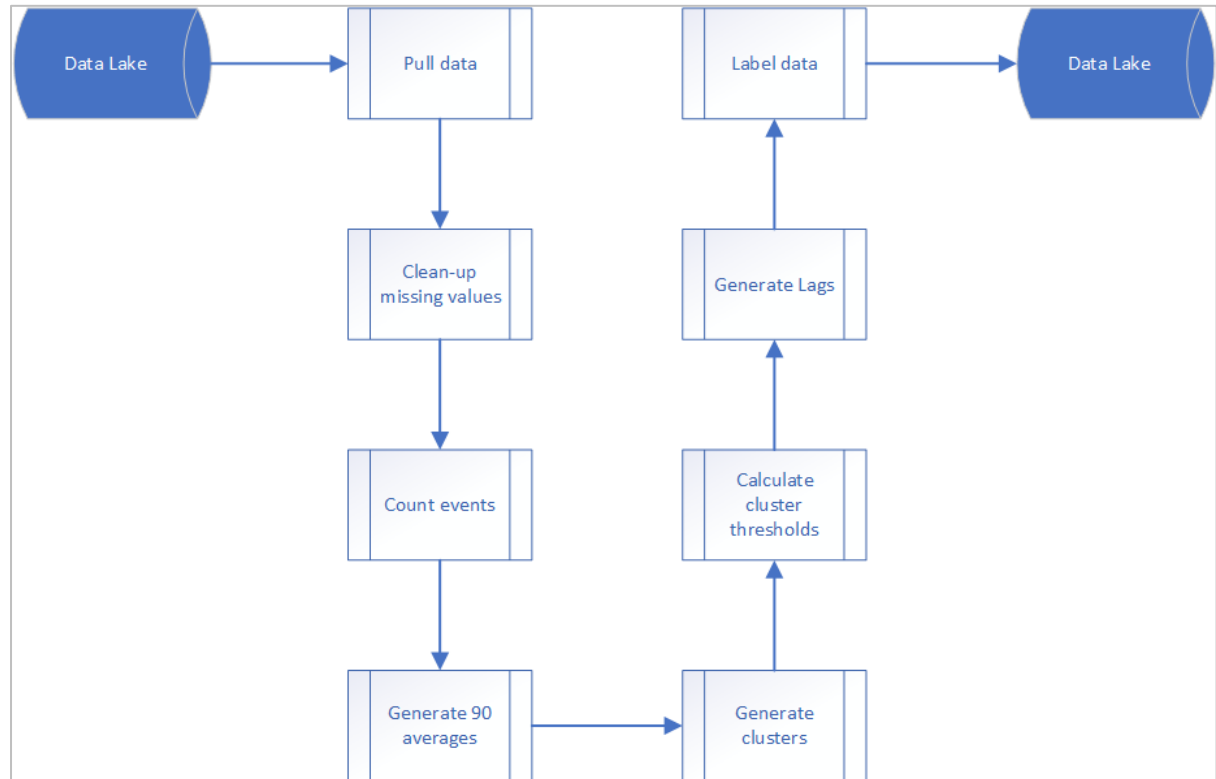 Data Lake
Pull data
Label data
Data Lake
Clean-up
missing values
Generate Lags
Count events
Calculate
cluster
thresholds
Generate 90
averages
Generate
clusters